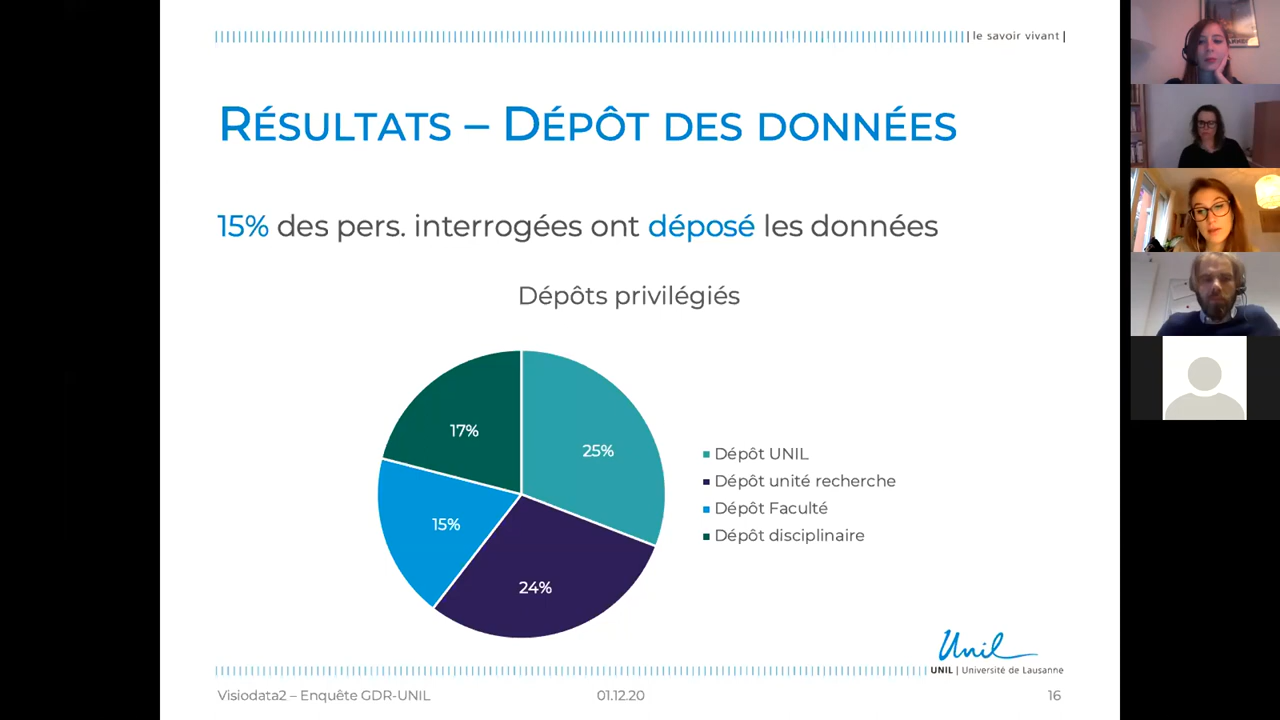 | le savoir vivant |
RÉSULTATS – DÉPÔT DES DONNÉES
15% des pers. interrogées ont déposé les données
Dépôts privilégiés
17%
25%
15%
24%
Dépôt UNIL
Dépôt unité recherche
Dépôt Faculté
Dépôt disciplinaire
Unil
UNIL | Université de Lausanne
Visiodata2 – Enquête GDR-UNIL
01.12.20
16